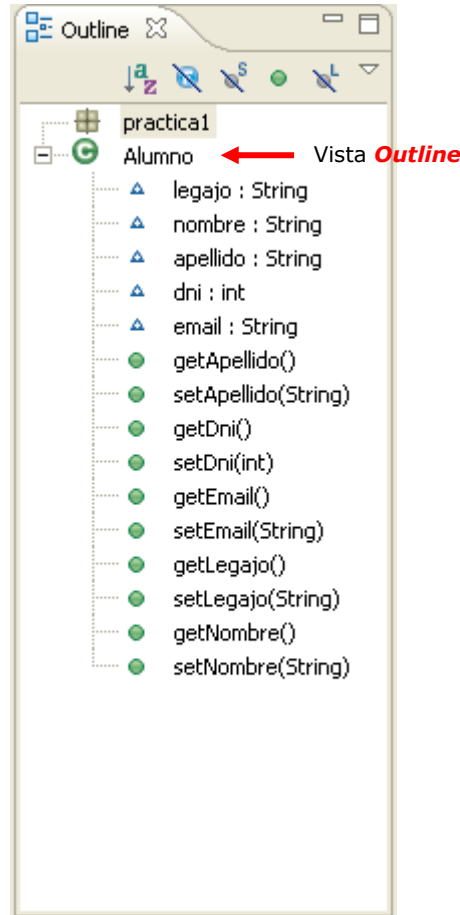 Outline
practica1
Alumno
Vista Outline
legajo : String
nombre : String
apellido : String
dni : int
email : String
getApellido()
setApellido(String)
getDni()
setDni(int)
getEmail()
setEmail(String)
getLegajo()
setLegajo(String)
getNombre()
setNombre(String)